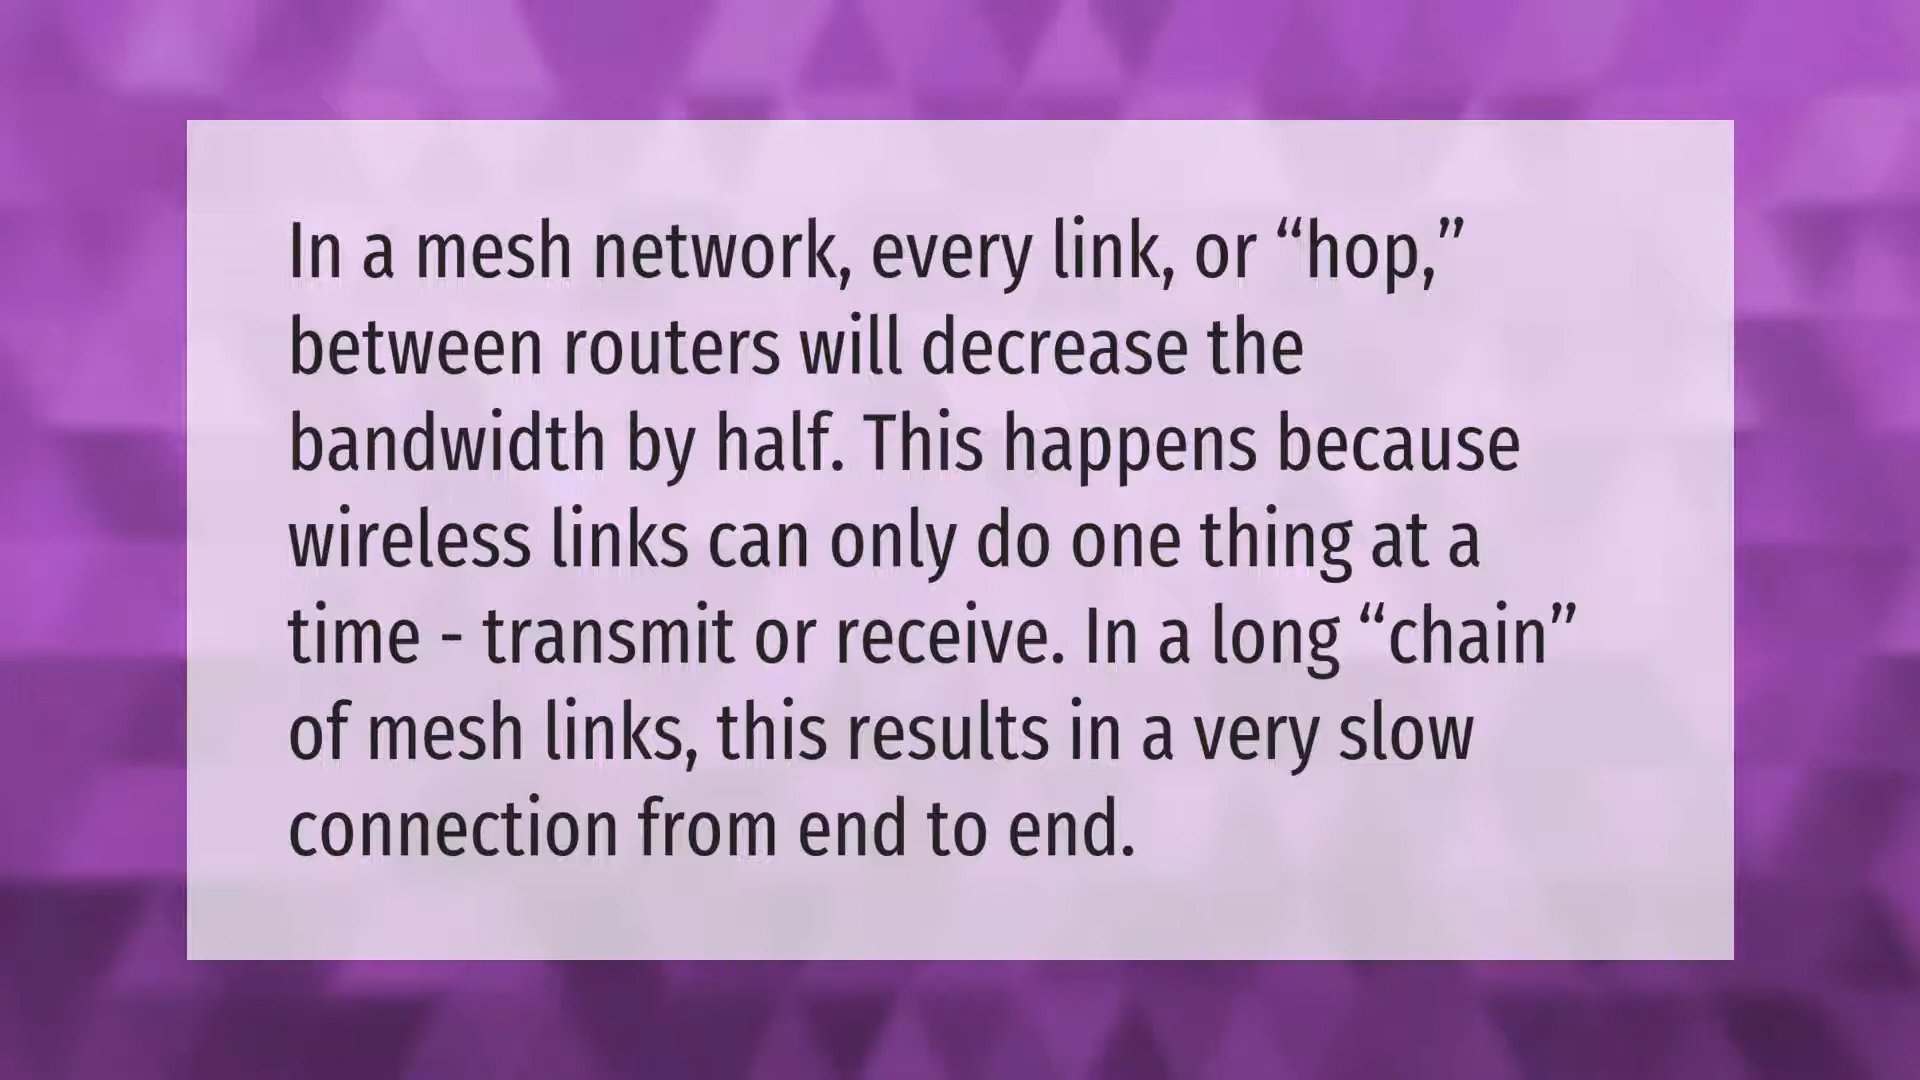 In a mesh network, every link, or “hop,”
between routers will decrease the
bandwidth by half. This happens because
wireless links can only do one thing at a
time - transmit or receive. In a long “chain”
of mesh links, this results in a very slow
connection from end to end.